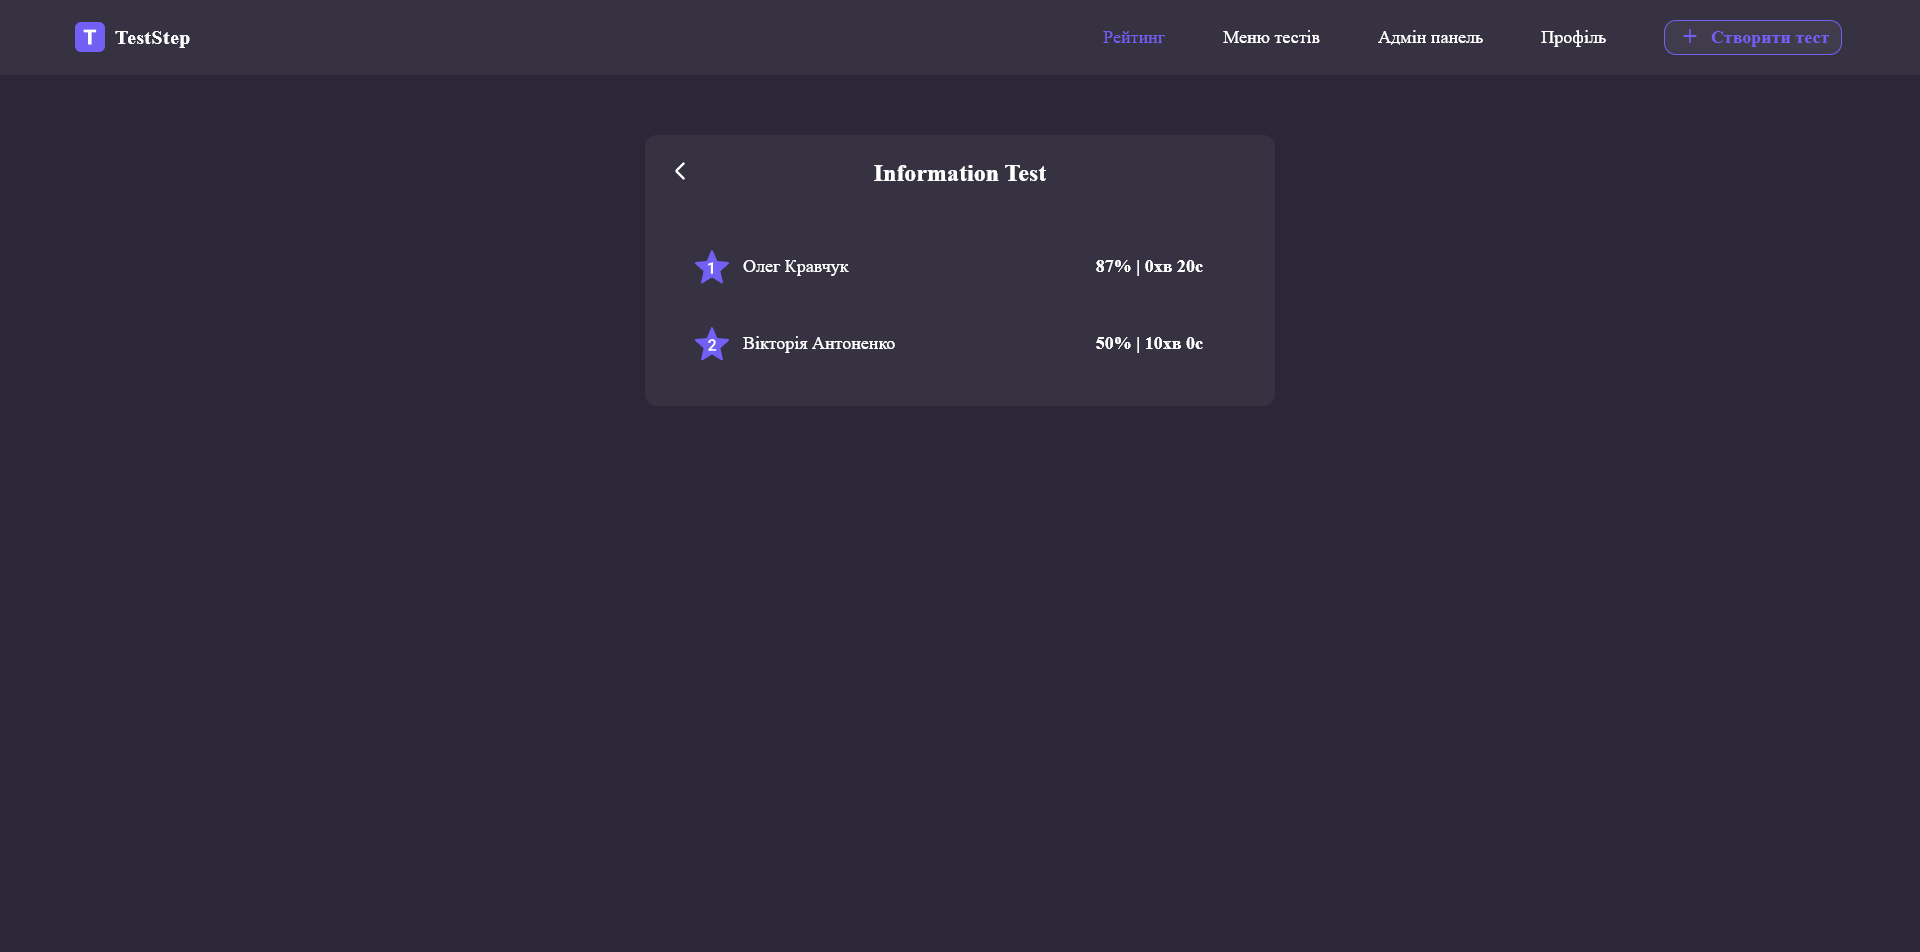 T TestStep
Рейтинг
Меню тестів
Адмін панель
Профіль
+ Створити тест
Information Test
1 Олег Кравчук 87% | 0хв 20с
2 Вікторія Антоненко 50% | 10хв 0с